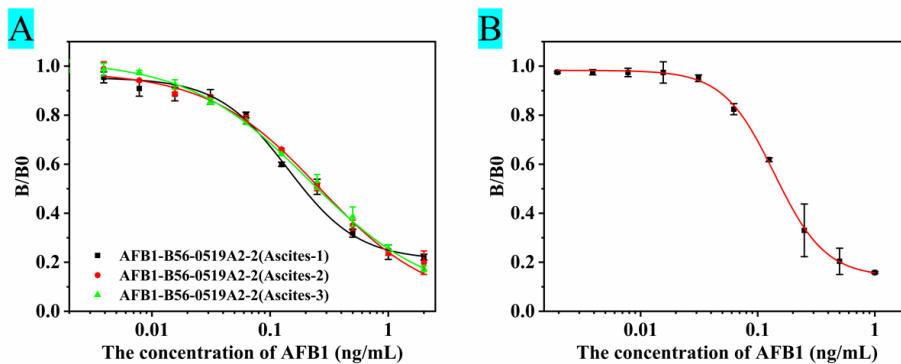 A
B/B0
1.0
0.8
0.6
0.4
0.2
0.0
AFB1-B56-0519A2-2(Ascites-1)
AFB1-B56-0519A2-2(Ascites-2)
AFB1-B56-0519A2-2(Ascites-3)
0.01
0.1
1
The concentration of AFB1 (ng/mL)
B
B/B0
1.0
0.8
0.6
0.4
0.2
0.0
0.01
0.1
1
The concentration of AFB1 (ng/mL)